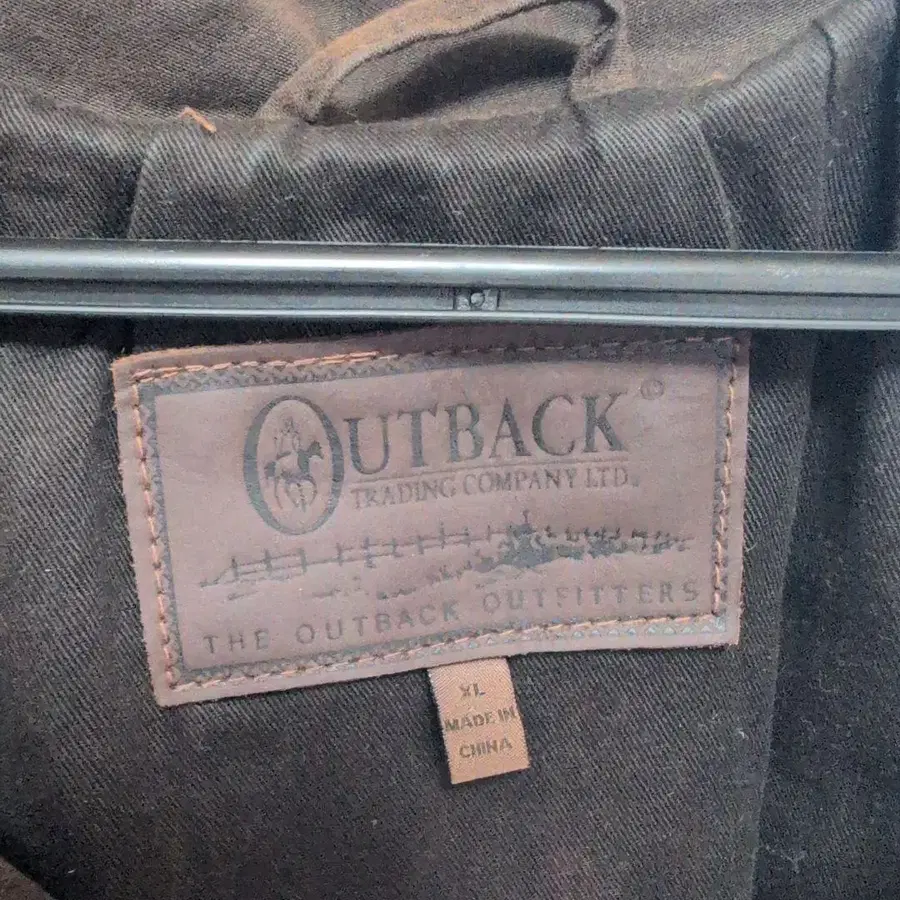 OUTBACK®
TRADING COMPANY LTD.
THE OUTBACK OUTFITTERS
XL
MADE IN
CHINA